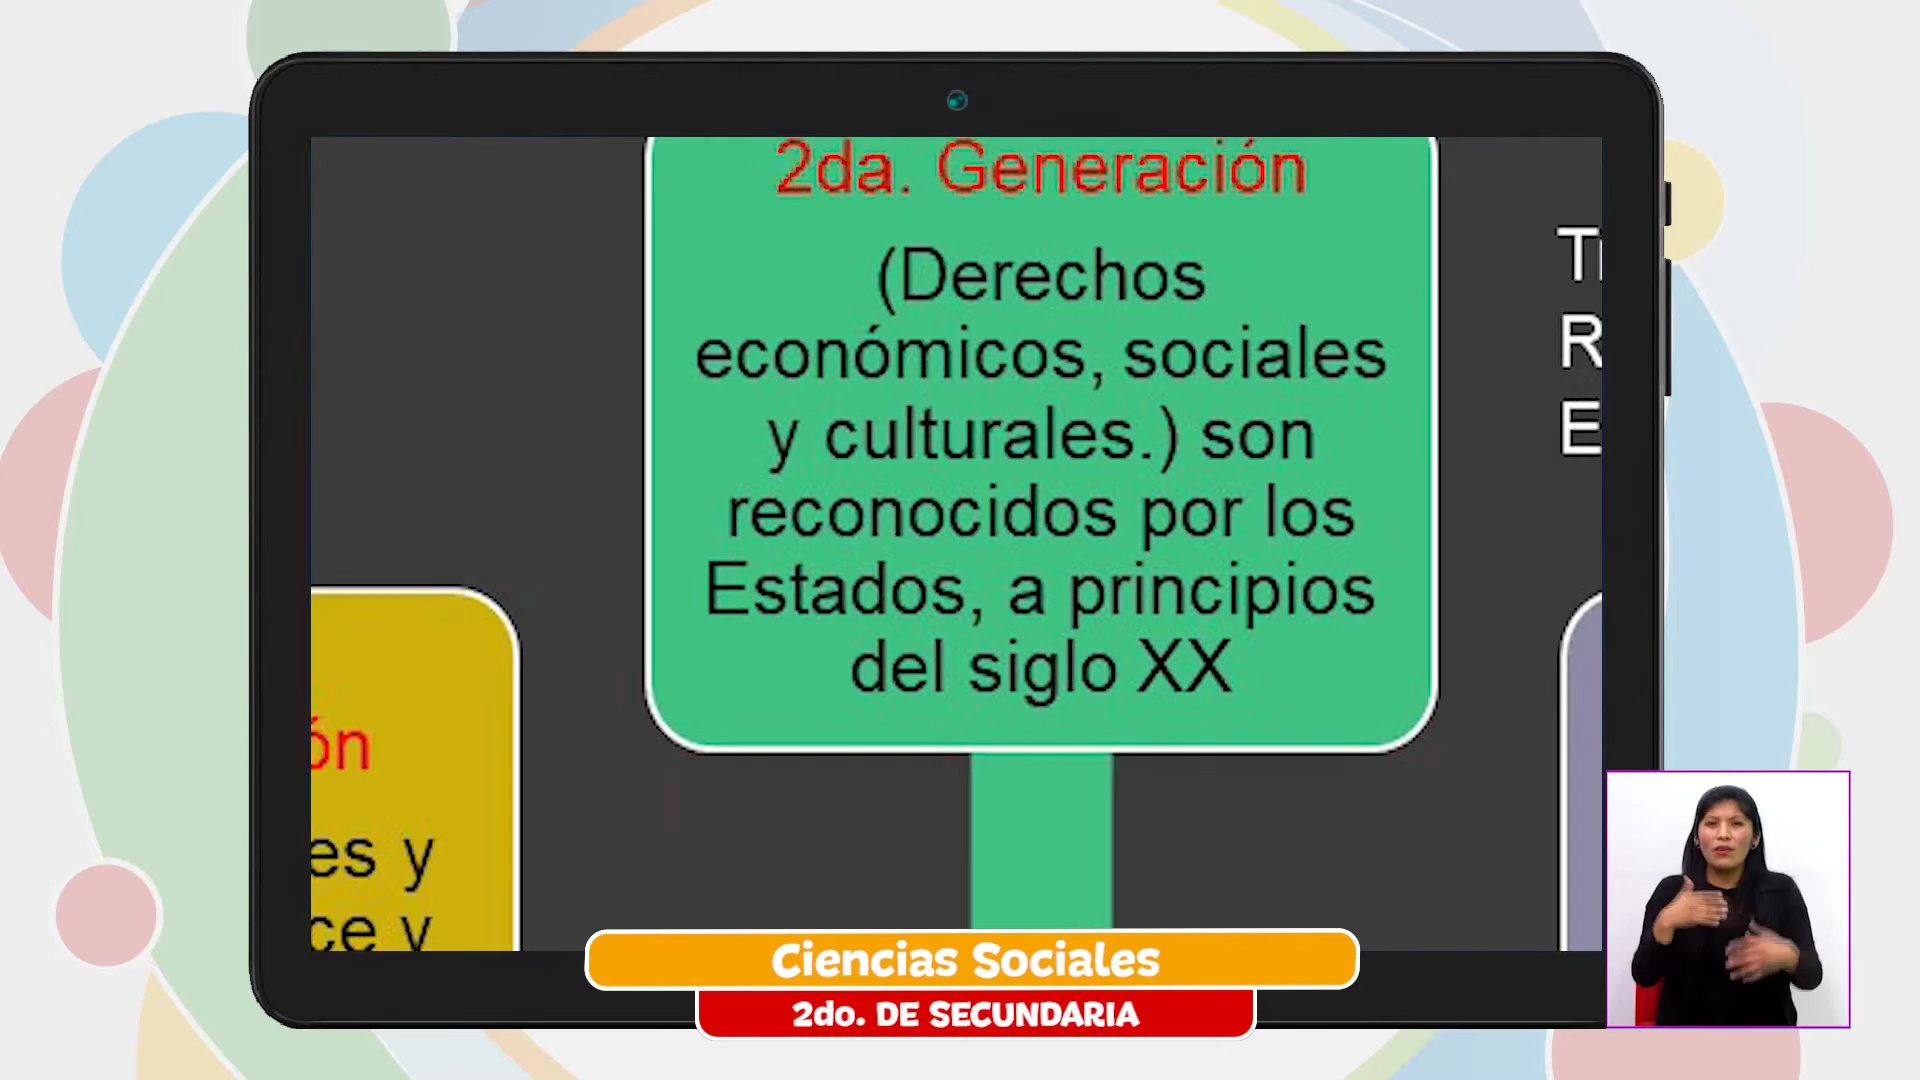 2da. Generación
(Derechos
económicos, sociales
y culturales.) son
reconocidos por los
Estados, a principios
del siglo XX
R
E
es y
Ciencias Sociales
2do. DE SECUNDARIA